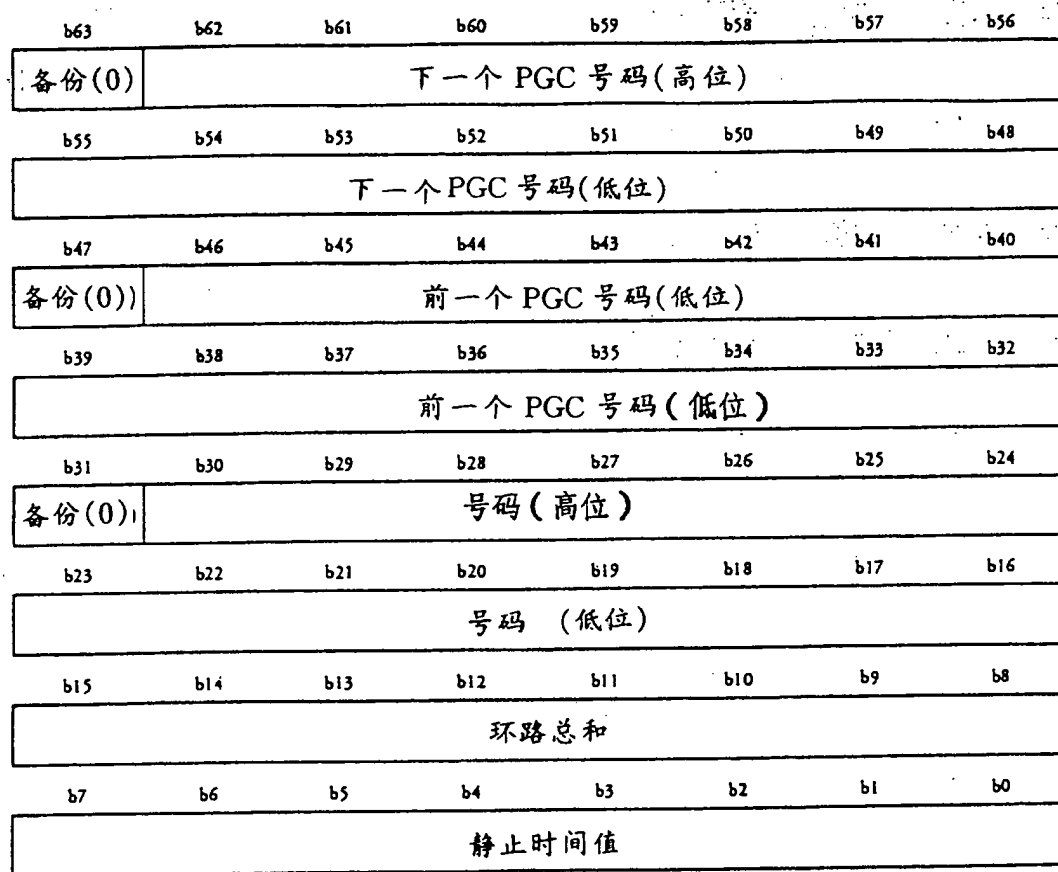 b63 b62 b61 b60 b59 b58 b57 b56
备份(0) 下一个 PGC 号码(高位)
b55 b54 b53 b52 b51 b50 b49 b48
下一个PGC 号码(低位)
b47 b46 b45 b44 b43 b42 b41 b40
备份(0)) 前一个 PGC 号码(低位)
b39 b38 b37 b36 b35 b34 b33 b32
前一个 PGC 号码(低位)
b31 b30 b29 b28 b27 b26 b25 b24
备份(0) 号码(高位)
b23 b22 b21 b20 b19 b18 b17 b16
号码 (低位)
b15 b14 b13 b12 b11 b10 b9 b8
环路总和
b7 b6 b5 b4 b3 b2 b1 b0
静止时间值